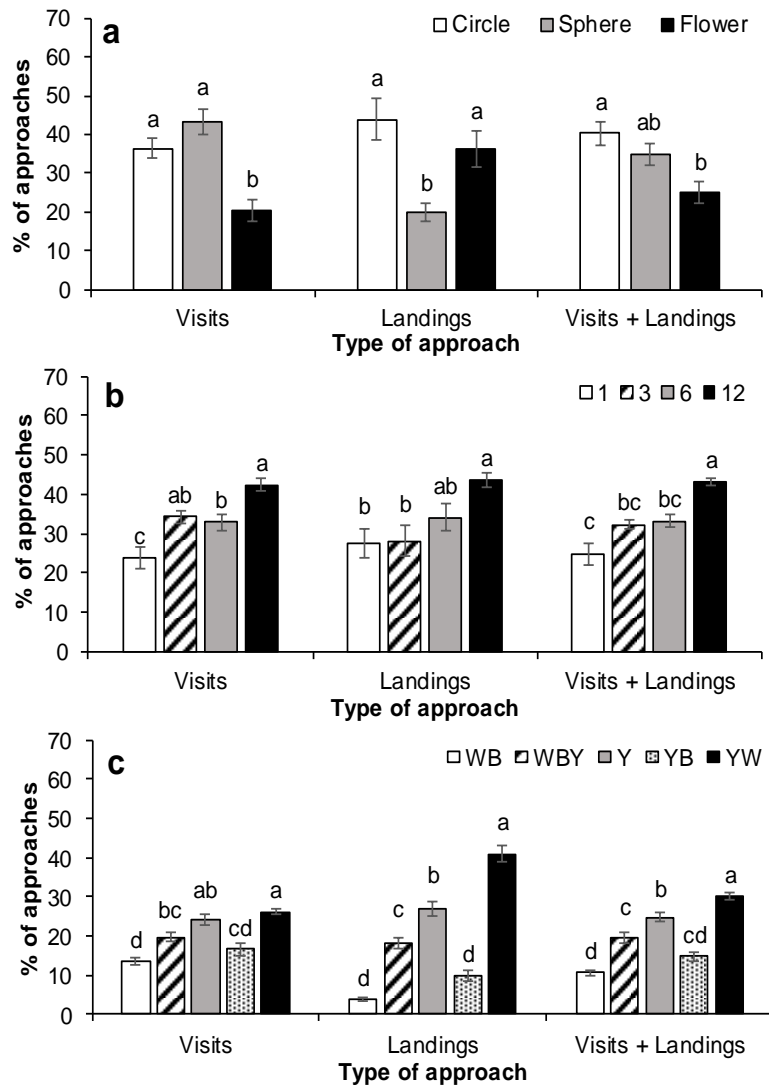 a
Circle Sphere Flower
% of approaches
70
60
50
40
30
20
10
0
a a b
a b a
a ab b
Visits Landings Visits + Landings
Type of approach
b
1 3 6 12
% of approaches
70
60
50
40
30
20
10
0
c ab b a
b b ab a
c bc bc a
Visits Landings Visits + Landings
Type of approach
c
WB WBY Y YB YW
% of approaches
70
60
50
40
30
20
10
0
d bc ab cd a
d c b d a
d c b cd a
Visits Landings Visits + Landings
Type of approach